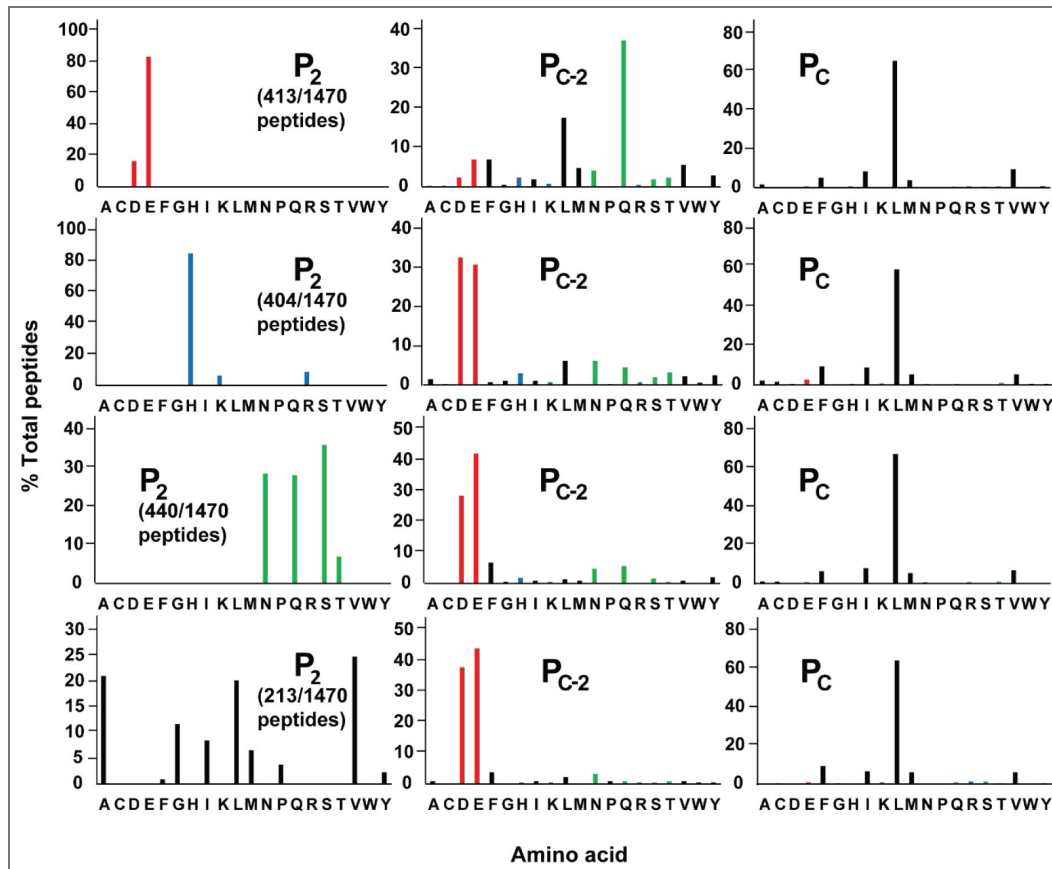 % Total peptides
100
80
60
40
20
0
P2
(413/1470
peptides)
A C D E F G H I K L M N P Q R S T V W Y
40
30
20
10
0
PC-2
A C D E F G H I K L M N P Q R S T V W Y
80
60
40
20
0
PC
A C D E F G H I K L M N P Q R S T V W Y
100
80
60
40
20
0
P2
(404/1470
peptides)
A C D E F G H I K L M N P Q R S T V W Y
40
30
20
10
0
PC-2
A C D E F G H I K L M N P Q R S T V W Y
80
60
40
20
0
PC
A C D E F G H I K L M N P Q R S T V W Y
40
30
20
10
0
P2
(440/1470
peptides)
A C D E F G H I K L M N P Q R S T V W Y
50
40
30
20
10
0
PC-2
A C D E F G H I K L M N P Q R S T V W Y
80
60
40
20
0
PC
A C D E F G H I K L M N P Q R S T V W Y
30
25
20
15
10
5
0
P2
(213/1470
peptides)
A C D E F G H I K L M N P Q R S T V W Y
50
40
30
20
10
0
PC-2
A C D E F G H I K L M N P Q R S T V W Y
80
60
40
20
0
PC
A C D E F G H I K L M N P Q R S T V W Y
Amino acid